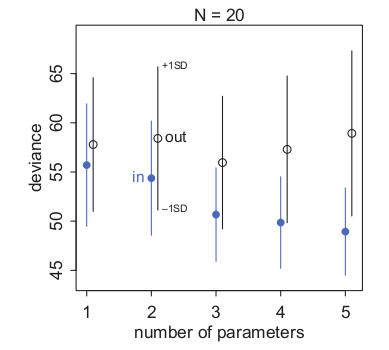 N = 20
deviance
65
60
55
50
45
+1SD
out
in
–1SD
1 2 3 4 5
number of parameters